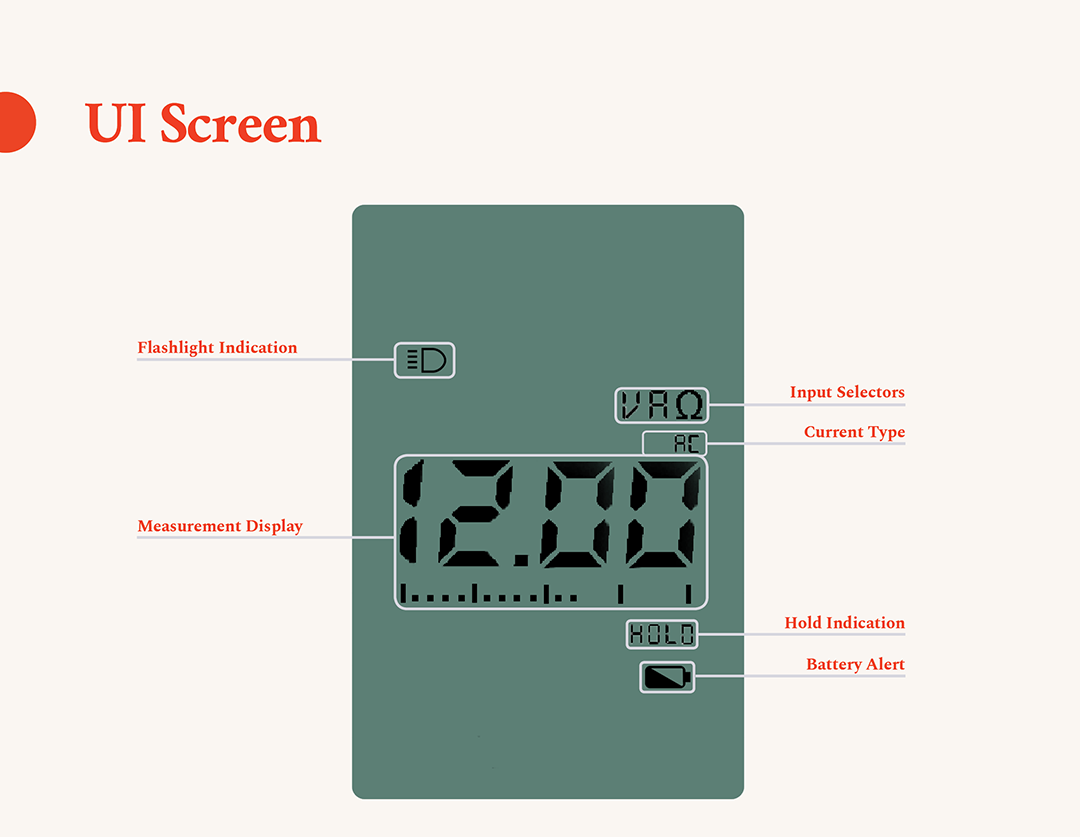 UI Screen
Flashlight Indication
VAΩ
Input Selectors
AC
Current Type
12.00
Measurement Display
HOLD
Hold Indication
Battery Alert